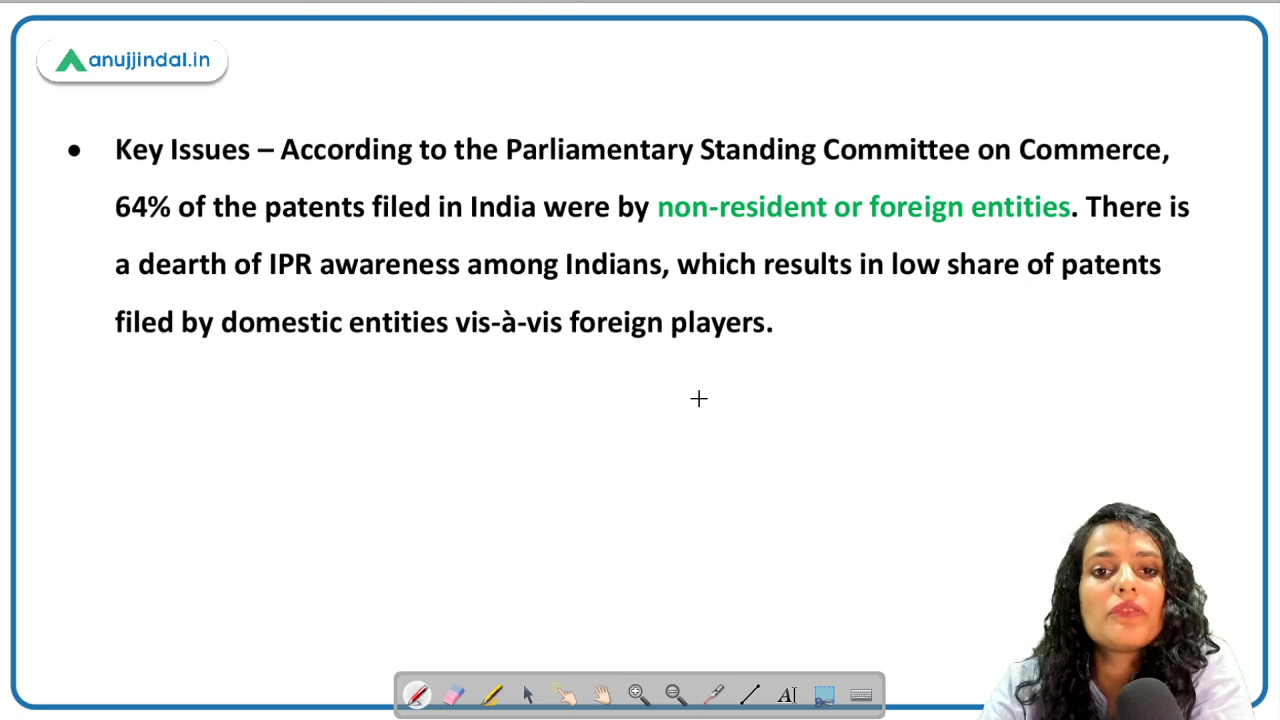 anujjindal.in
• Key Issues – According to the Parliamentary Standing Committee on Commerce,
64% of the patents filed in India were by non-resident or foreign entities. There is
a dearth of IPR awareness among Indians, which results in low share of patents
filed by domestic entities vis-à-vis foreign players.
A